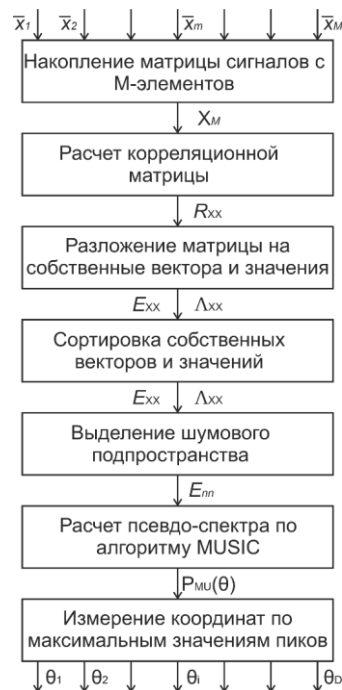 x̅1 x̅2 x̅m x̅M
Накопление матрицы сигналов с
М-элементов
XM
Расчет корреляционной
матрицы
Rxx
Разложение матрицы на
собственные вектора и значения
Exx Λxx
Сортировка собственных
векторов и значений
Exx Λxx
Выделение шумового
подпространства
Enn
Расчет псевдо-спектра по
алгоритму MUSIC
PMU(θ)
Измерение координат по
максимальным значениям пиков
θ1 θ2 θi θD